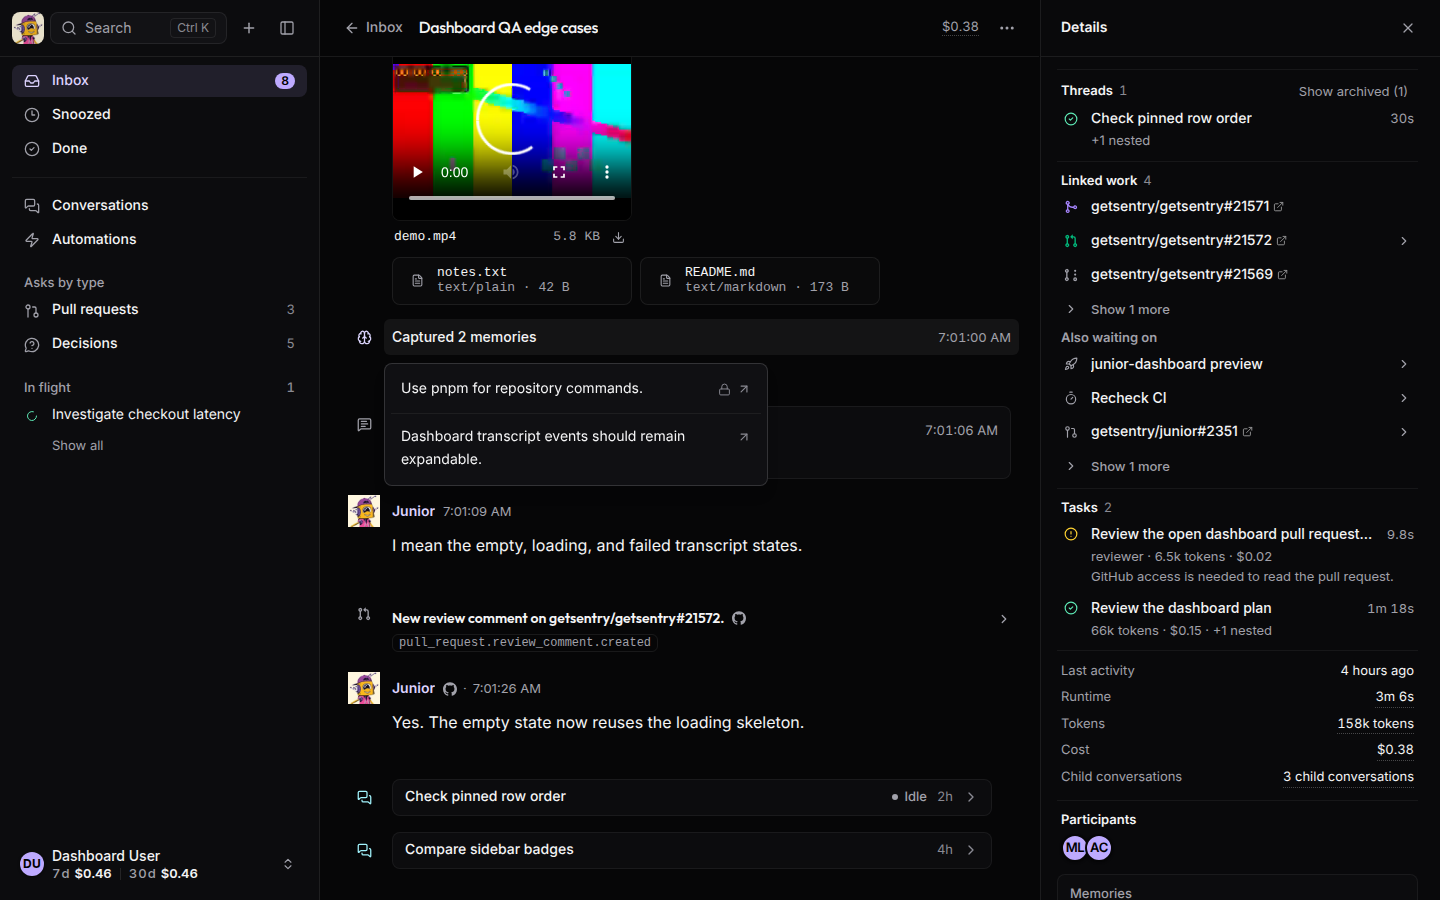 Search
Ctrl K
Inbox
8
Snoozed
Done
Conversations
Automations
Asks by type
Pull requests
3
Decisions
5
In flight
1
Investigate checkout latency
Show all
DU
Dashboard User
7d $0.46 30d $0.46
Inbox
Dashboard QA edge cases
$0.38
0:00
demo.mp4
5.8 KB
notes.txt
text/plain · 42 B
README.md
text/markdown · 173 B
Captured 2 memories
7:01:00 AM
Use pnpm for repository commands.
Dashboard transcript events should remain
expandable.
7:01:06 AM
Junior 7:01:09 AM
I mean the empty, loading, and failed transcript states.
New review comment on getsentry/getsentry#21572.
pull_request.review_comment.created
Junior · 7:01:26 AM
Yes. The empty state now reuses the loading skeleton.
Check pinned row order
Idle 2h
Compare sidebar badges
4h
Details
Threads 1
Show archived (1)
Check pinned row order
30s
+1 nested
Linked work 4
getsentry/getsentry#21571
getsentry/getsentry#21572
getsentry/getsentry#21569
Show 1 more
Also waiting on
junior-dashboard preview
Recheck CI
getsentry/junior#2351
Show 1 more
Tasks 2
Review the open dashboard pull request...
9.8s
reviewer · 6.5k tokens · $0.02
GitHub access is needed to read the pull request.
Review the dashboard plan
1m 18s
66k tokens · $0.15 · +1 nested
Last activity
4 hours ago
Runtime
3m 6s
Tokens
158k tokens
Cost
$0.38
Child conversations
3 child conversations
Participants
ML AC
Memories